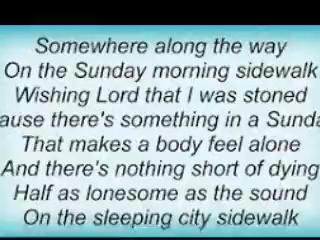 Somewhere along the way
On the Sunday morning sidewalk
Wishing Lord that I was stoned
ause there's something in a Sunda
That makes a body feel alone
And there's nothing short of dying
Half as lonesome as the sound
On the sleeping city sidewalk